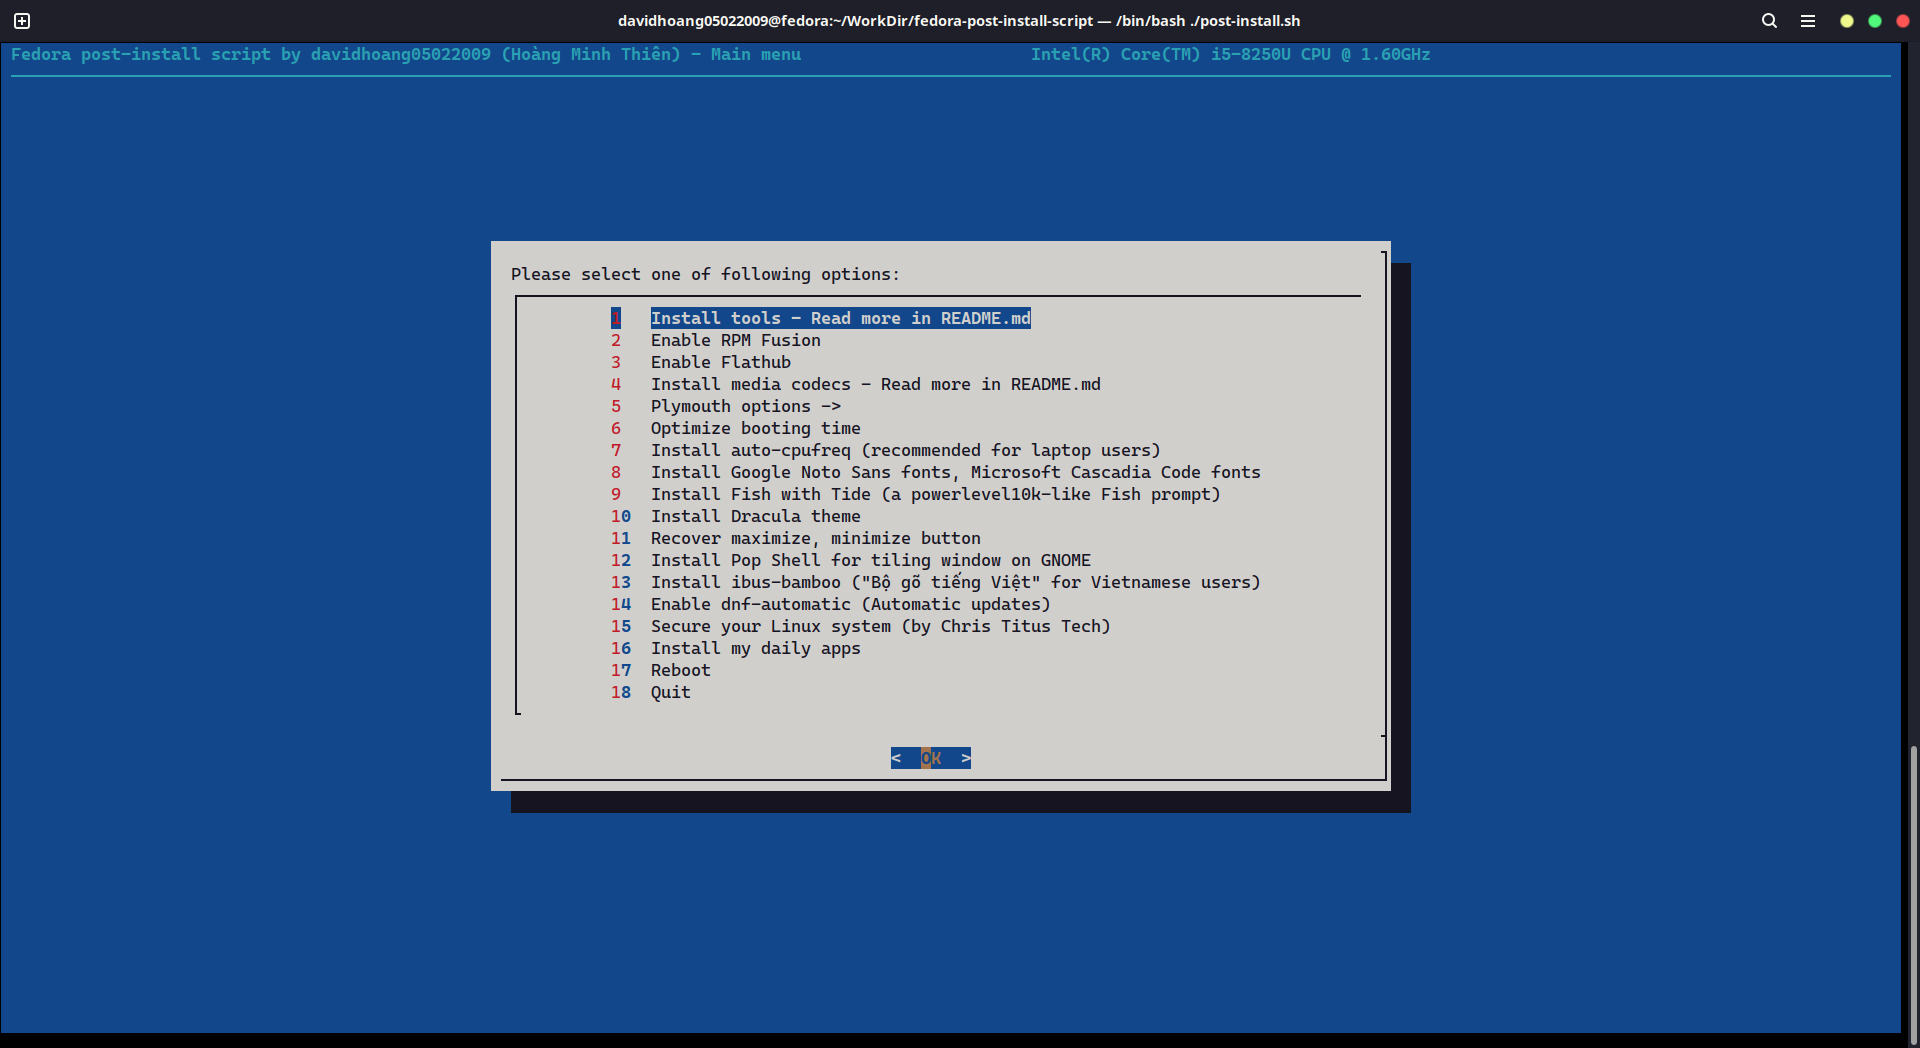 davidhoang05022009@fedora:~/WorkDir/fedora-post-install-script — /bin/bash ./post-install.sh
Fedora post-install script by davidhoang05022009 (Hoàng Minh Thiên) - Main menu Intel(R) Core(TM) i5-8250U CPU @ 1.60GHz
Please select one of following options:
1 Install tools - Read more in README.md
2 Enable RPM Fusion
3 Enable Flathub
4 Install media codecs - Read more in README.md
5 Plymouth options ->
6 Optimize booting time
7 Install auto-cpufreq (recommended for laptop users)
8 Install Google Noto Sans fonts, Microsoft Cascadia Code fonts
9 Install Fish with Tide (a powerlevel10k-like Fish prompt)
10 Install Dracula theme
11 Recover maximize, minimize button
12 Install Pop Shell for tiling window on GNOME
13 Install ibus-bamboo ("Bộ gõ tiếng Việt" for Vietnamese users)
14 Enable dnf-automatic (Automatic updates)
15 Secure your Linux system (by Chris Titus Tech)
16 Install my daily apps
17 Reboot
18 Quit
< OK >